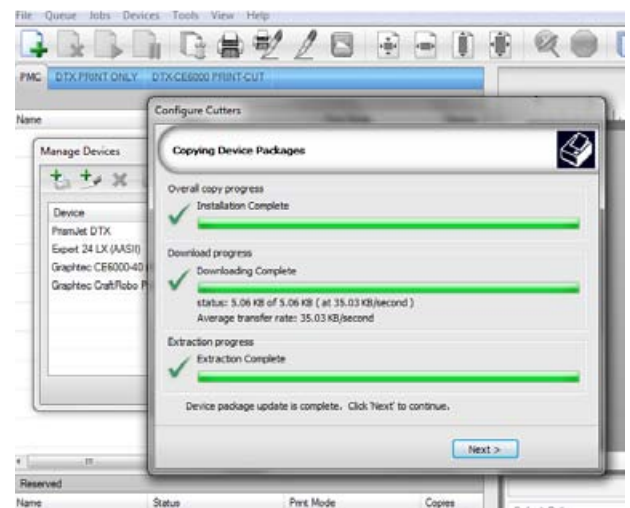 File Queue Jobs Devices Tools View Help
PMC DTX PRINT ONLY DTX-CE6000 PRINT-CUT
Name
Configure Cutters
Copying Device Packages
Manage Devices
Overall copy progress
Installation Complete
Device
PramJet DTX
Expert 24 LX (AASII)
Graphtec CE6000-40
Graphtec CraftRobo
Download progress
Downloading Complete
status: 5.06 KB of 5.06 KB ( at 35.03 KB/second )
Average transfer rate: 35.03 KB/second
Extraction progress
Extraction Complete
Device package update is complete. Click 'Next' to continue.
Next >
Reserved
Name Status Print Mode Copies